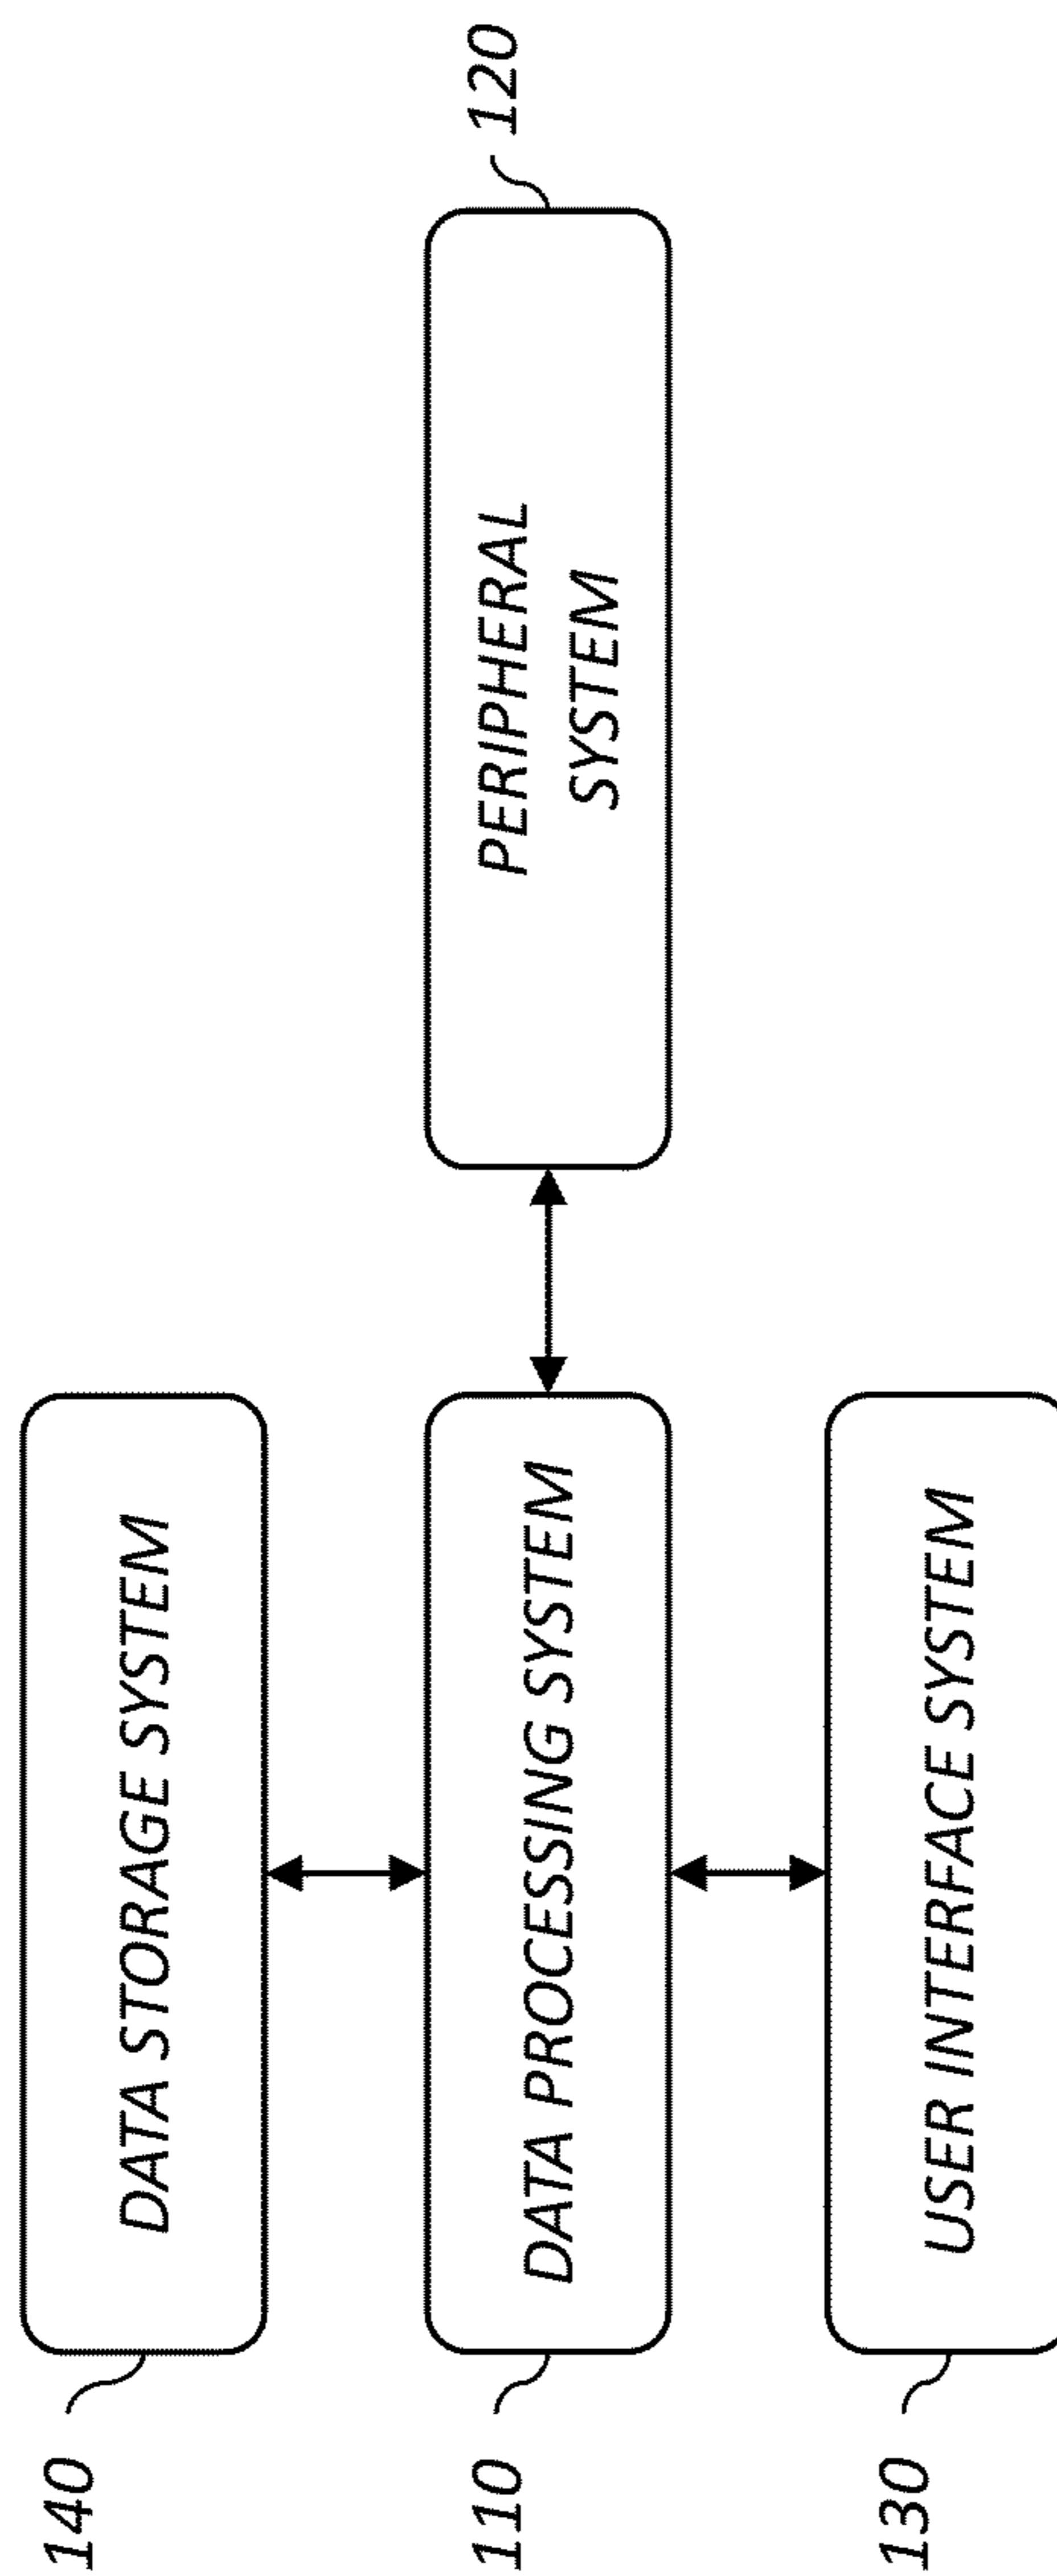 140
DATA STORAGE SYSTEM
110
DATA PROCESSING SYSTEM
PERIPHERAL
SYSTEM
120
130
USER INTERFACE SYSTEM